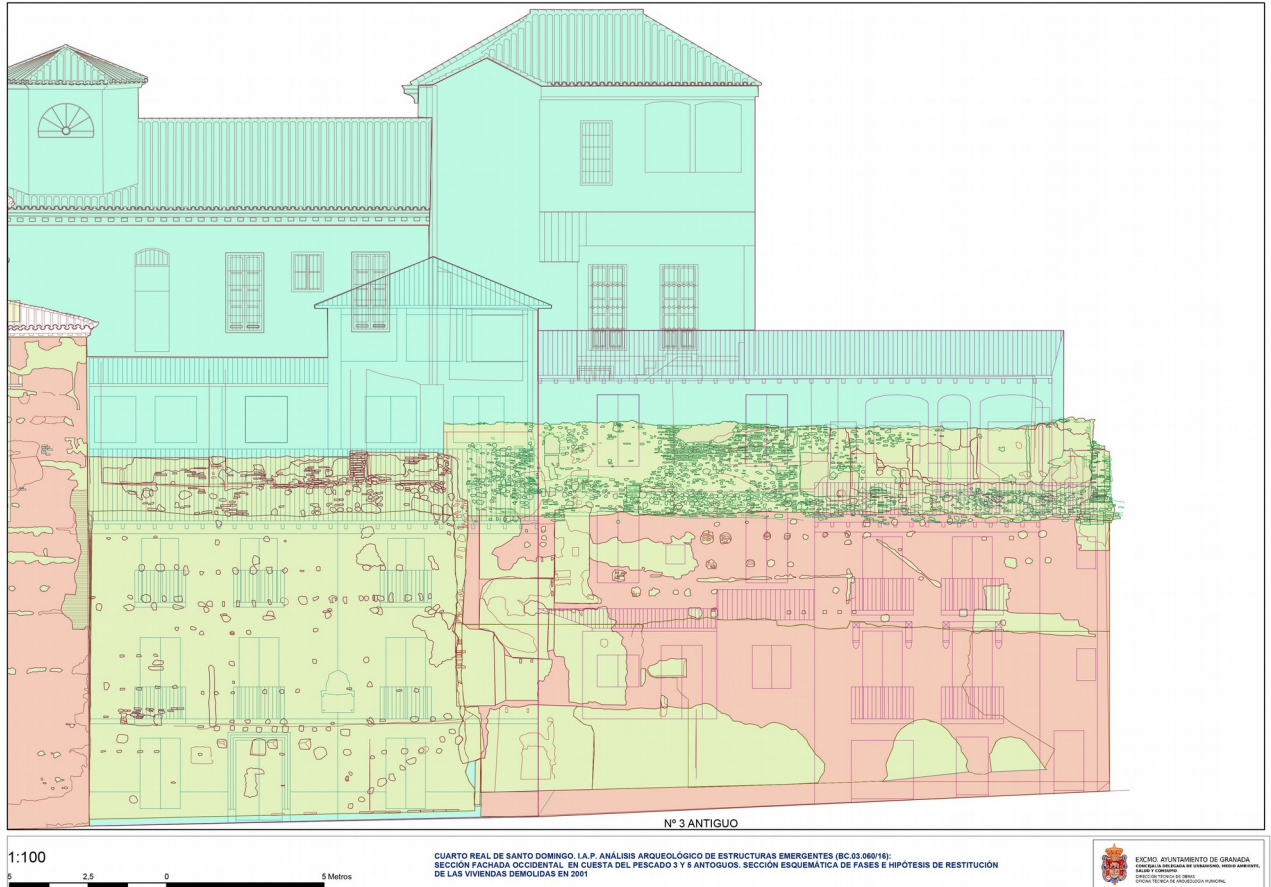 Nº 3 ANTIGUO
1:100
5 2.5 0 5 Metros
CUARTO REAL DE SANTO DOMINGO. I.A.P. ANÁLISIS ARQUEOLÓGICO DE ESTRUCTURAS EMERGENTES (BC.03.060/16):
SECCIÓN FACHADA OCCIDENTAL EN CUESTA DEL PESCADO 3 Y 5 ANTOGUOS. SECCIÓN ESQUEMÁTICA DE FASES E HIPÓTESIS DE RESTITUCIÓN
DE LAS VIVIENDAS DEMOLIDAS EN 2001
EXCMO. AYUNTAMIENTO DE GRANADA
CONCEJALÍA DELEGADA DE URBANISMO, MEDIO AMBIENTE,
SALUD Y CONSUMO
DIRECCIÓN TÉCNICA DE OBRAS
OFICINA TÉCNICA DE ARQUEOLOGÍA MUNICIPAL